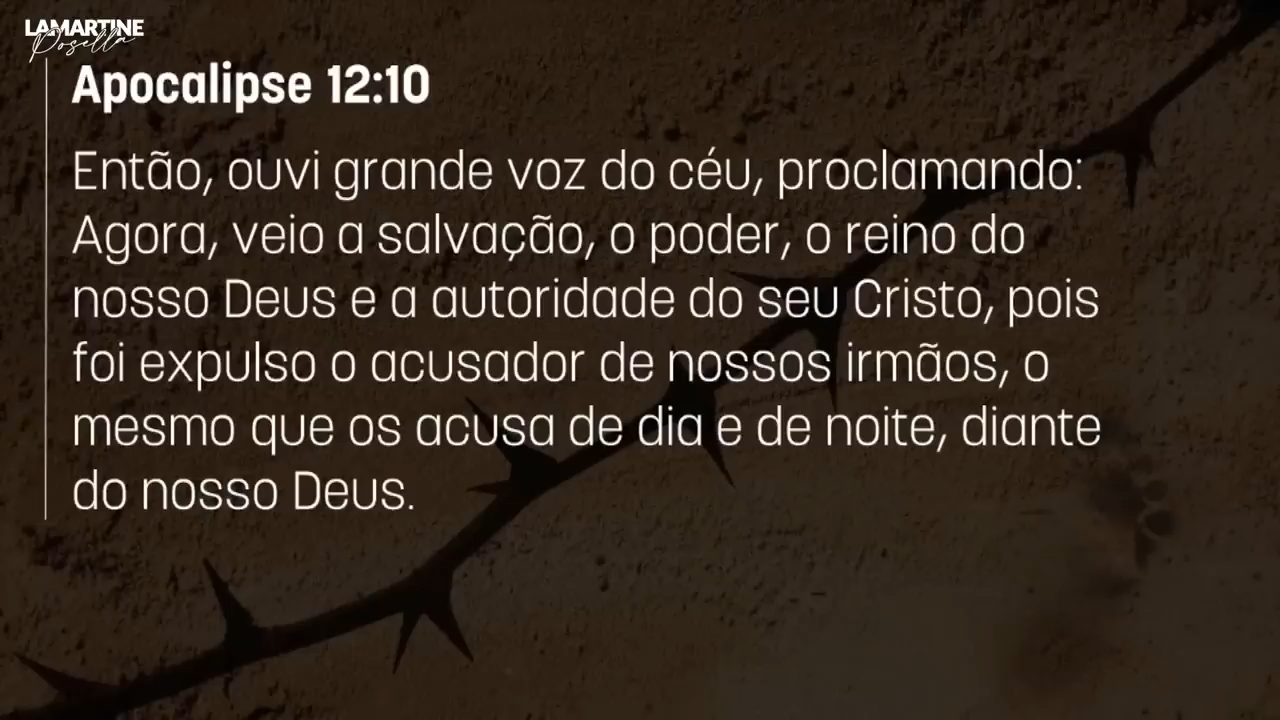 LAMARTINE
Posella
Apocalipse 12:10
Então, ouvi grande voz do céu, proclamando:
Agora, veio a salvação, o poder, o reino do
nosso Deus e a autoridade do seu Cristo, pois
foi expulso o acusador de nossos irmãos, o
mesmo que os acusa de dia e de noite, diante
do nosso Deus.